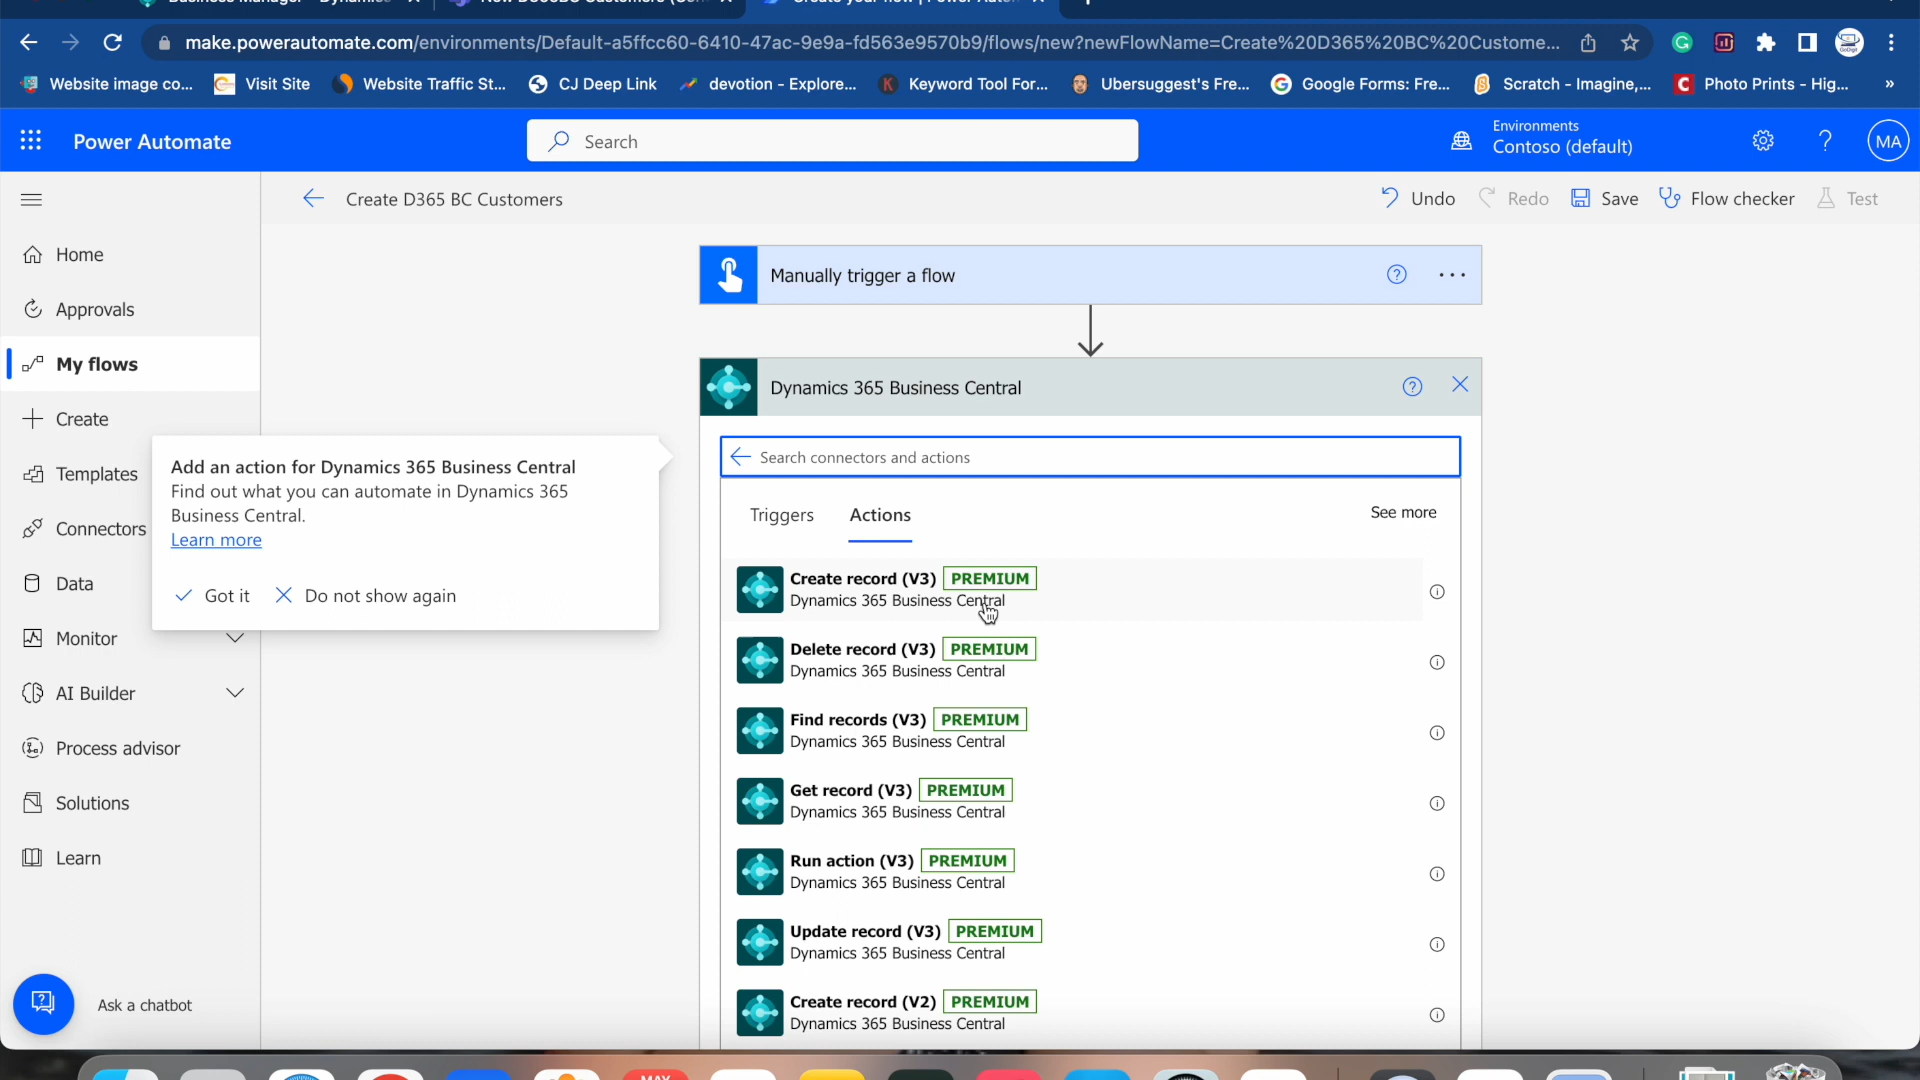 make.powerautomate.com/environments/Default-a5ffcc60-6410-47ac-9e9a-fd563e9570b9/flows/new?newFlowName=Create%20D365%20BC%20Custome...
Website image co...
Visit Site
Website Traffic St...
CJ Deep Link
devotion - Explore...
Keyword Tool For...
Ubersuggest's Fre...
Google Forms: Fre...
Scratch - Imagine,...
Photo Prints - Hig...
»
Power Automate
Search
Environments
Contoso (default)
MA
Create D365 BC Customers
Undo
Redo
Save
Flow checker
Test
Home
Approvals
My flows
Create
Templates
Connectors
Data
Monitor
AI Builder
Process advisor
Solutions
Learn
Ask a chatbot
Add an action for Dynamics 365 Business Central
Find out what you can automate in Dynamics 365
Business Central.
Learn more
Got it
Do not show again
Manually trigger a flow
Dynamics 365 Business Central
Search connectors and actions
Triggers
Actions
See more
Create record (V3) PREMIUM
Dynamics 365 Business Central
Delete record (V3) PREMIUM
Dynamics 365 Business Central
Find records (V3) PREMIUM
Dynamics 365 Business Central
Get record (V3) PREMIUM
Dynamics 365 Business Central
Run action (V3) PREMIUM
Dynamics 365 Business Central
Update record (V3) PREMIUM
Dynamics 365 Business Central
Create record (V2) PREMIUM
Dynamics 365 Business Central